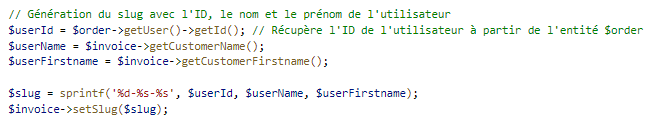 // Génération du slug avec l'ID, le nom et le prénom de l'utilisateur
$userId = $order->getUser()->getId(); // Récupère l'ID de l'utilisateur à partir de l'entité $order
$userName = $invoice->getCustomerName();
$userFirstname = $invoice->getCustomerFirstname();
$slug = sprintf('%d-%s-%s', $userId, $userName, $userFirstname);
$invoice->setSlug($slug);